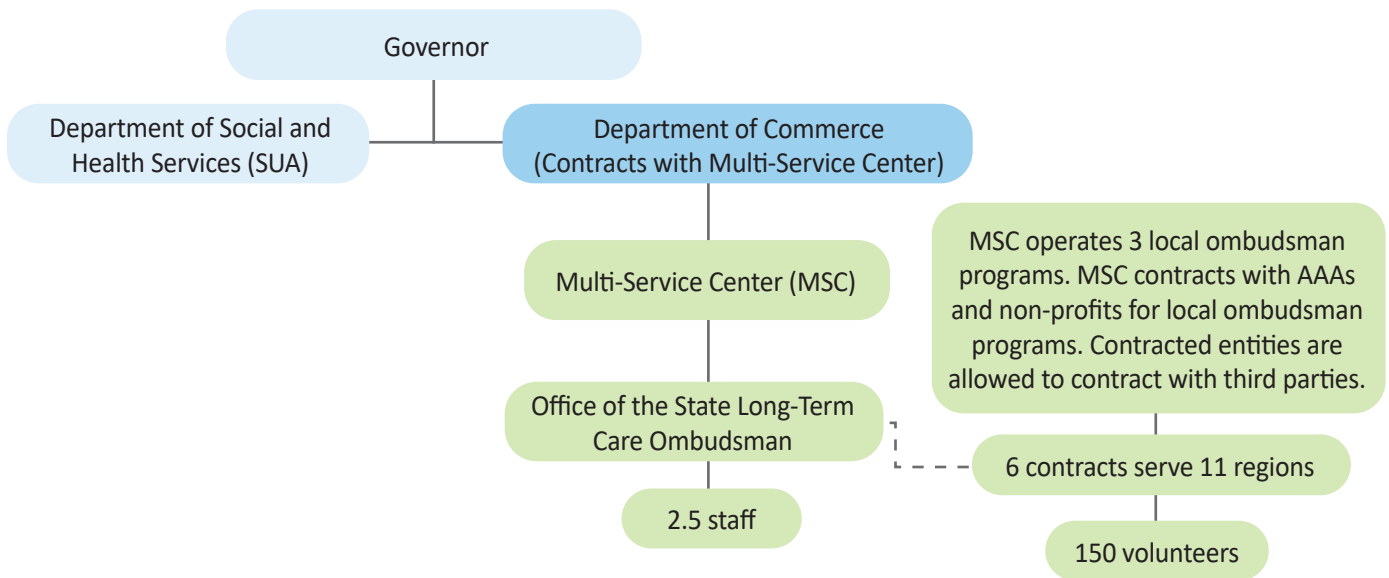 Governor
Department of Social and
Health Services (SUA)
Department of Commerce
(Contracts with Multi-Service Center)
Multi-Service Center (MSC)
Office of the State Long-Term
Care Ombudsman
2.5 staff
MSC operates 3 local ombudsman
programs. MSC contracts with AAAs
and non-profits for local ombudsman
programs. Contracted entities are
allowed to contract with third parties.
6 contracts serve 11 regions
150 volunteers